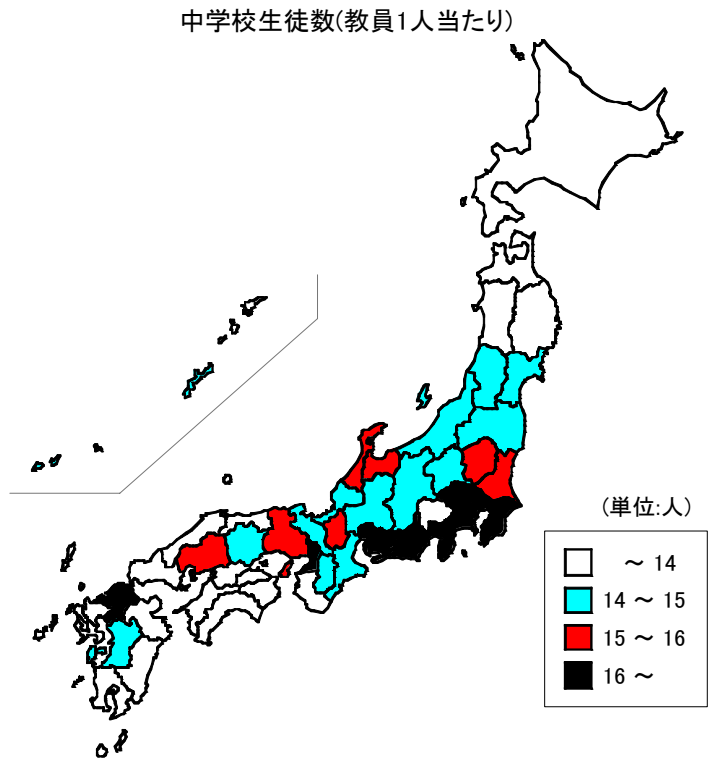 中学校生徒数(教員1人当たり)
(単位:人)
～ 14
14 ～ 15
15 ～ 16
16 ～